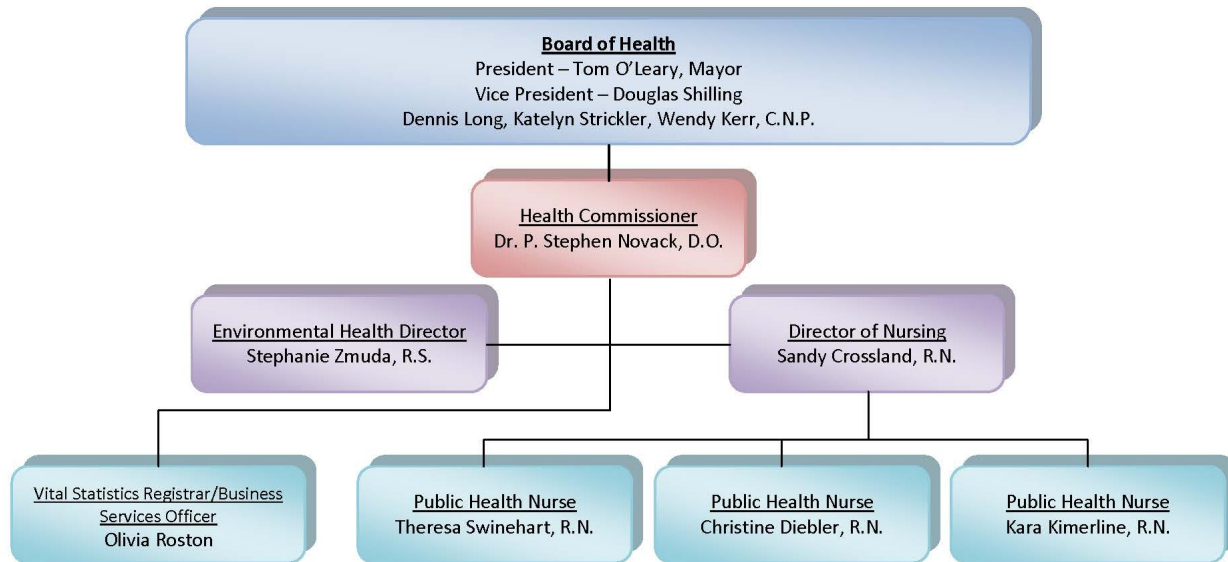 Board of Health
President – Tom O’Leary, Mayor
Vice President – Douglas Shilling
Dennis Long, Katelyn Strickler, Wendy Kerr, C.N.P.
Health Commissioner
Dr. P. Stephen Novack, D.O.
Environmental Health Director
Stephanie Zmuda, R.S.
Director of Nursing
Sandy Crossland, R.N.
Vital Statistics Registrar/Business
Services Officer
Olivia Roston
Public Health Nurse
Theresa Swinehart, R.N.
Public Health Nurse
Christine Diebler, R.N.
Public Health Nurse
Kara Kimerline, R.N.